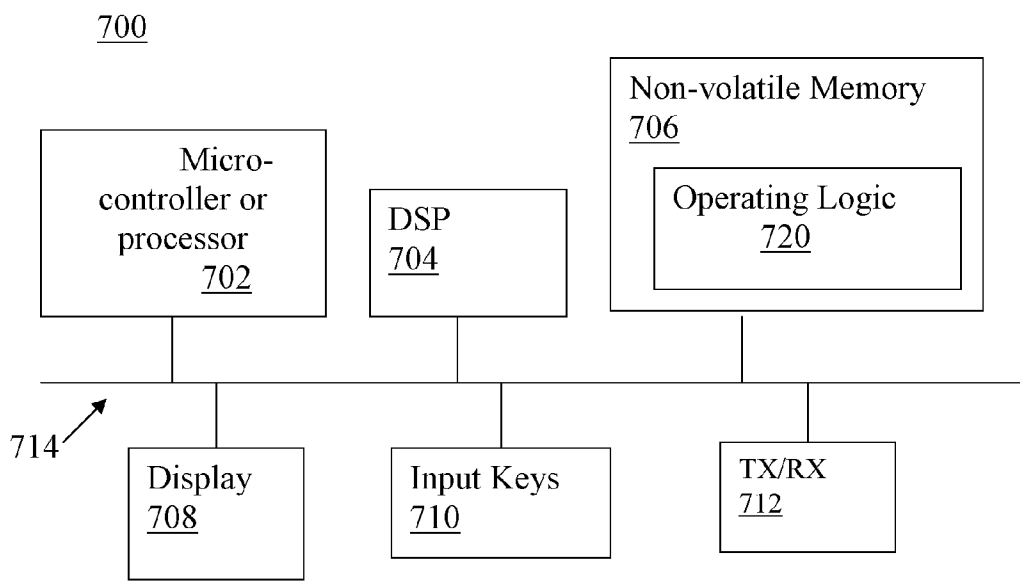 700
Micro-
controller or
processor
702
DSP
704
Non-volatile Memory
706
Operating Logic
720
714
Display
708
Input Keys
710
TX/RX
712